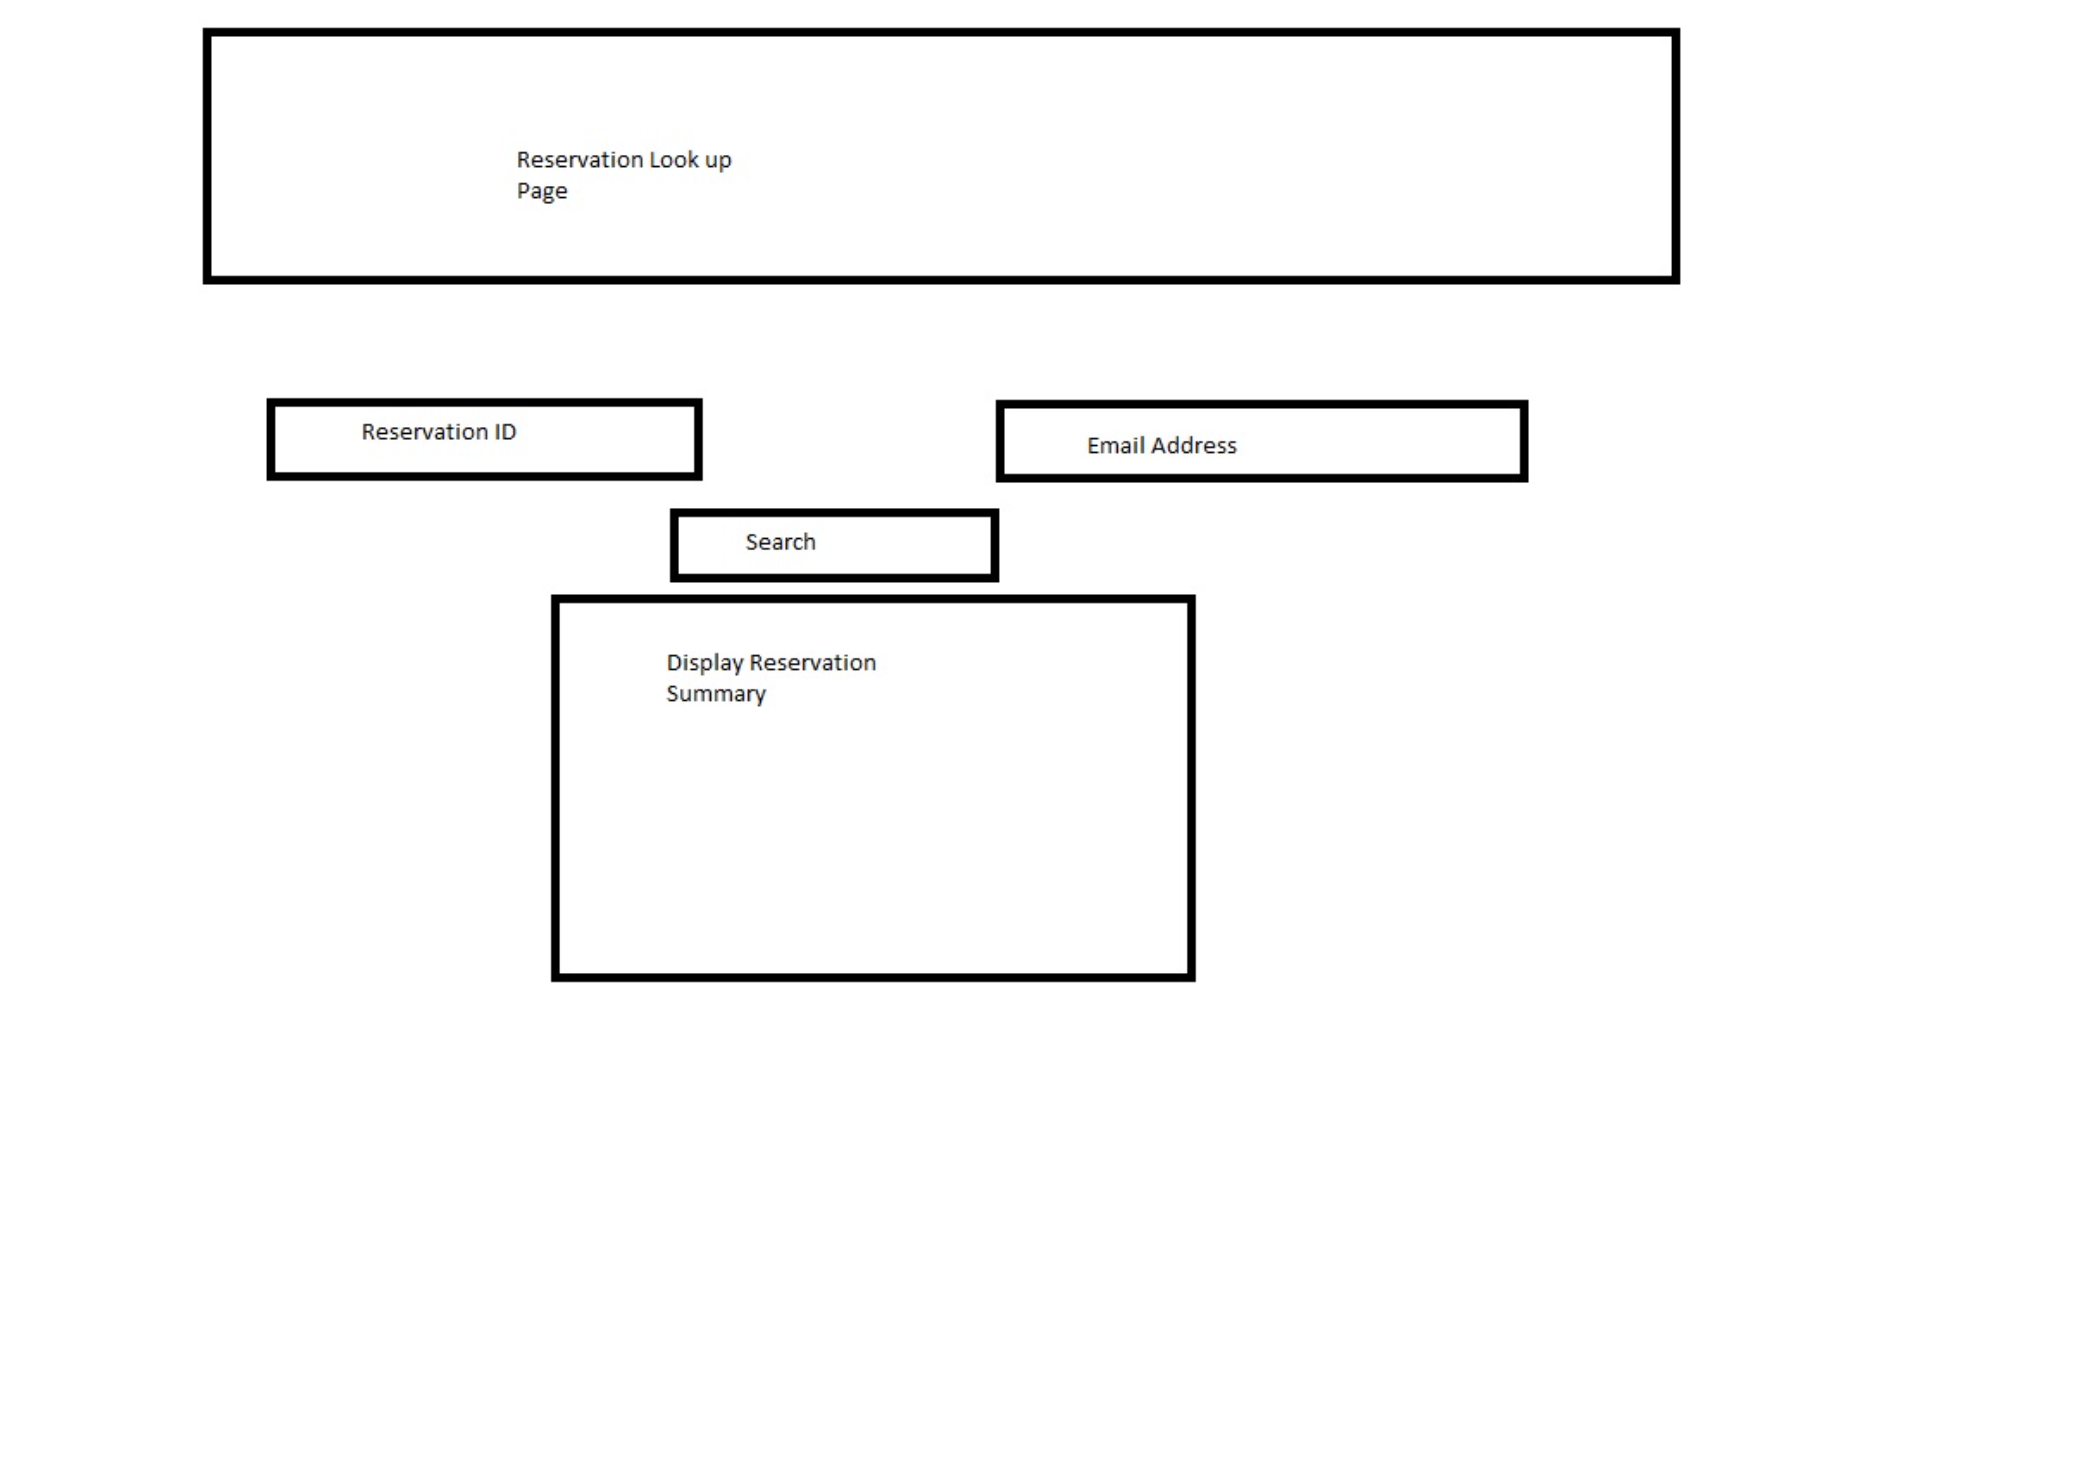 Reservation Look up
Page
Reservation ID
Email Address
Search
Display Reservation
Summary